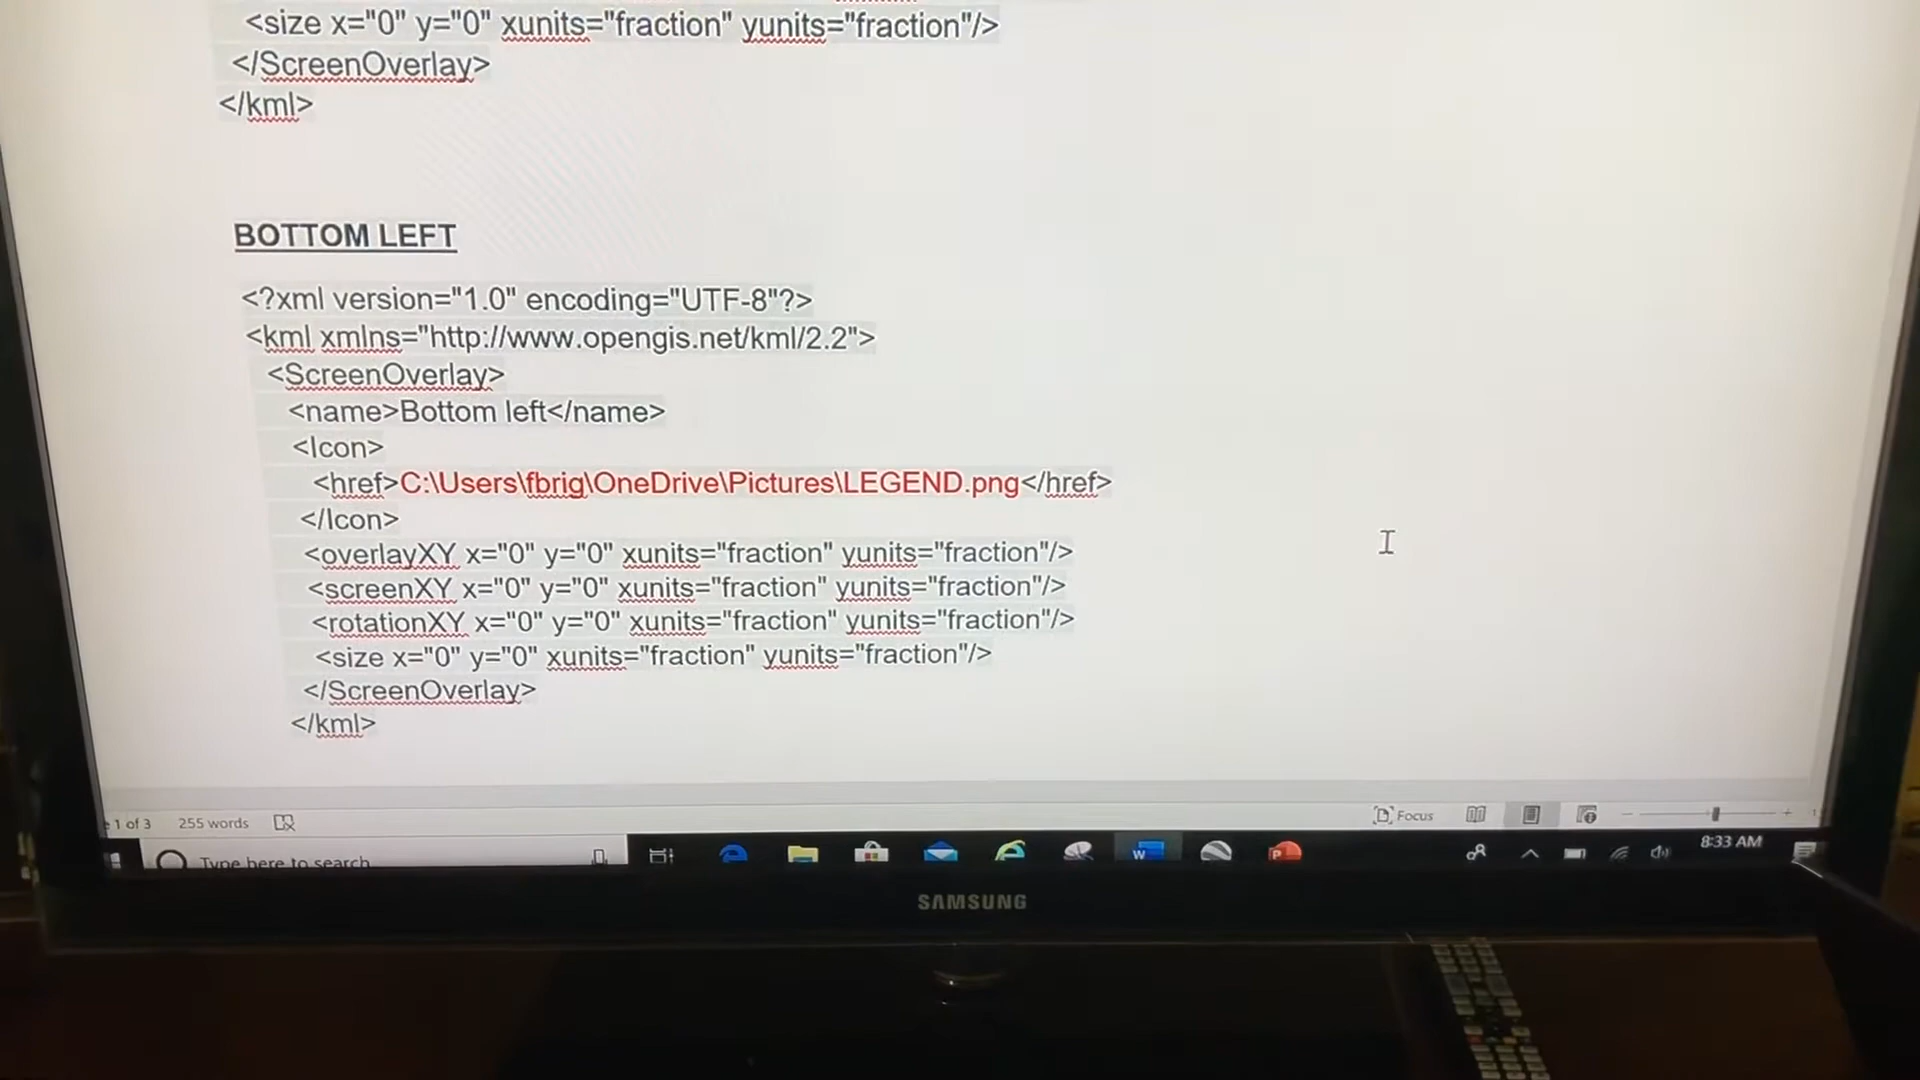 <size x="0" y="0" xunits="fraction" yunits="fraction"/>
</ScreenOverlay>
</kml>
BOTTOM LEFT
<?xml version="1.0" encoding="UTF-8"?>
<kml xmlns="http://www.opengis.net/kml/2.2">
<ScreenOverlay>
<name>Bottom left</name>
<Icon>
<href>C:\Users\fbrig\OneDrive\Pictures\LEGEND.png</href>
</Icon>
<overlayXY x="0" y="0" xunits="fraction" yunits="fraction"/>
<screenXY x="0" y="0" xunits="fraction" yunits="fraction"/>
<rotationXY x="0" y="0" xunits="fraction" yunits="fraction"/>
<size x="0" y="0" xunits="fraction" yunits="fraction"/>
</ScreenOverlay>
</kml>
1 of 3 255 words Focus
Type here to search W P 8:33 AM
SAMSUNG